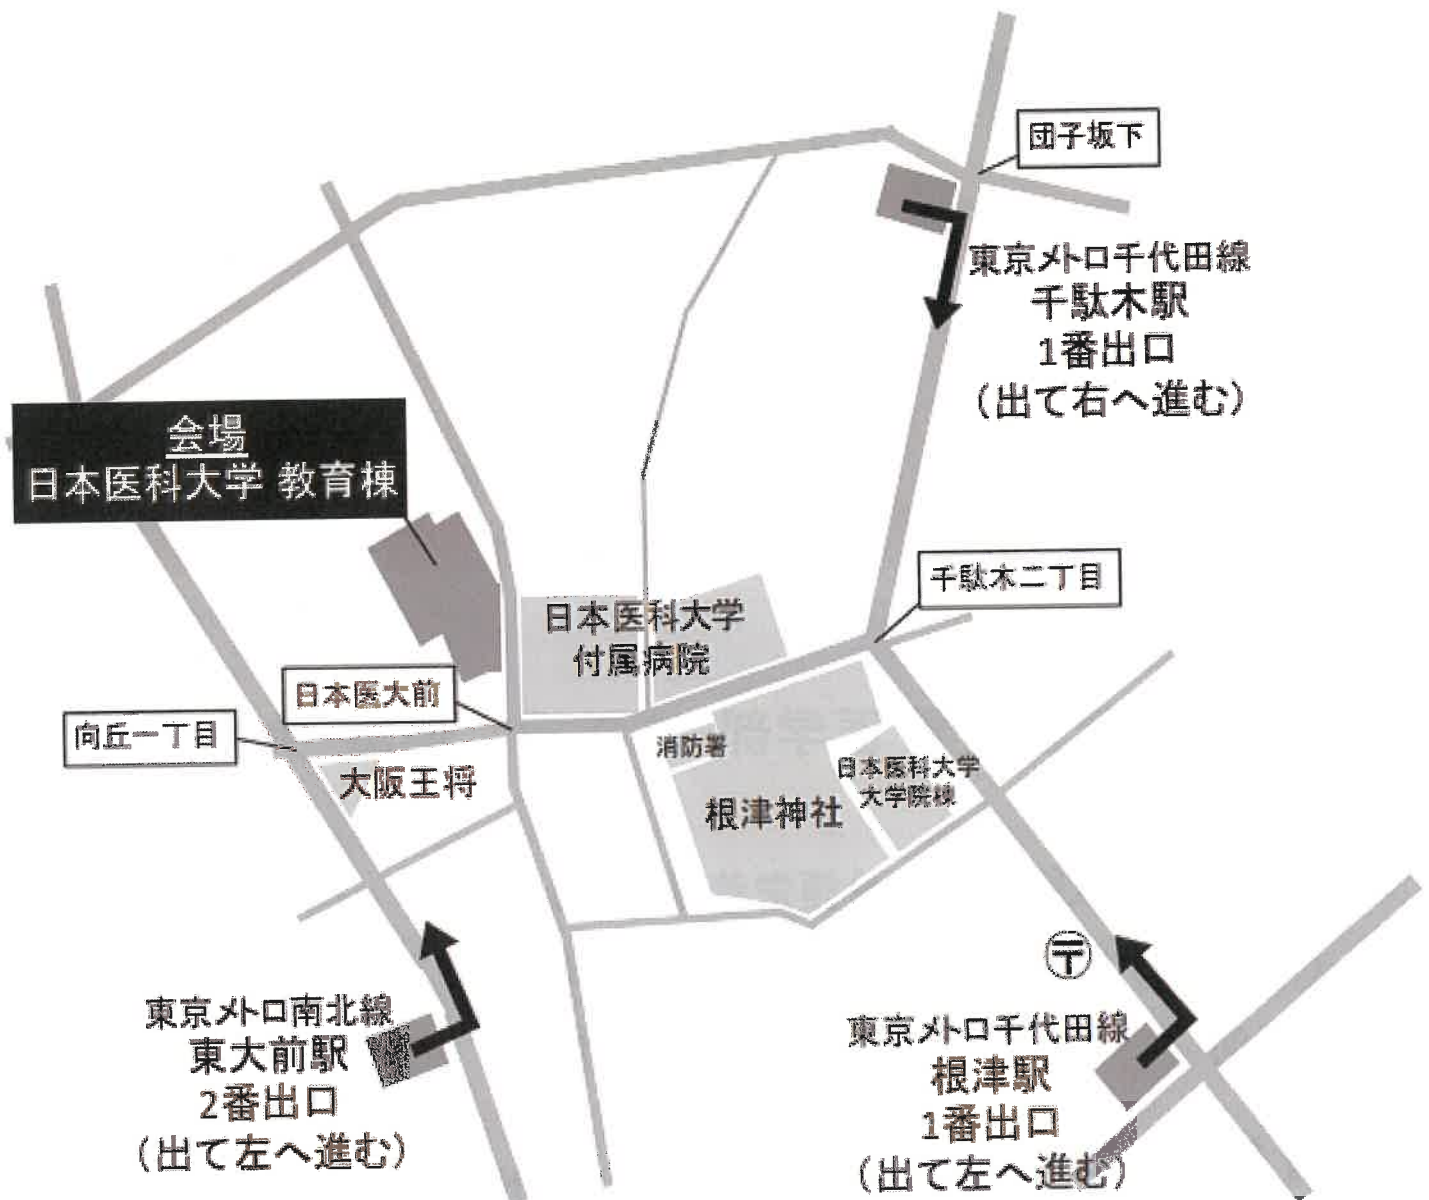 団子坂下
東京メトロ千代田線
千駄木駅
1番出口
（出て右へ進む）
会場
日本医科大学 教育棟
千駄木二丁目
日本医科大学
付属病院
日本医大前
向丘一丁目
消防署
日本医科大学
大学院棟
大阪王将
根津神社
〒
東京メトロ南北線
東大前駅
2番出口
（出て左へ進む）
東京メトロ千代田線
根津駅
1番出口
（出て左へ進む）